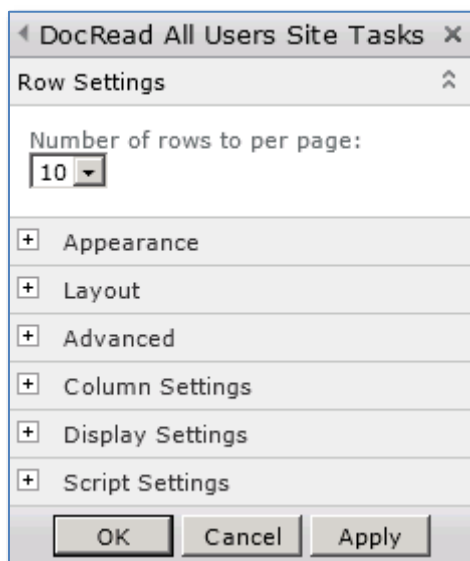 DocRead All Users Site Tasks
Row Settings
Number of rows to per page:
10
Appearance
Layout
Advanced
Column Settings
Display Settings
Script Settings
OK Cancel Apply